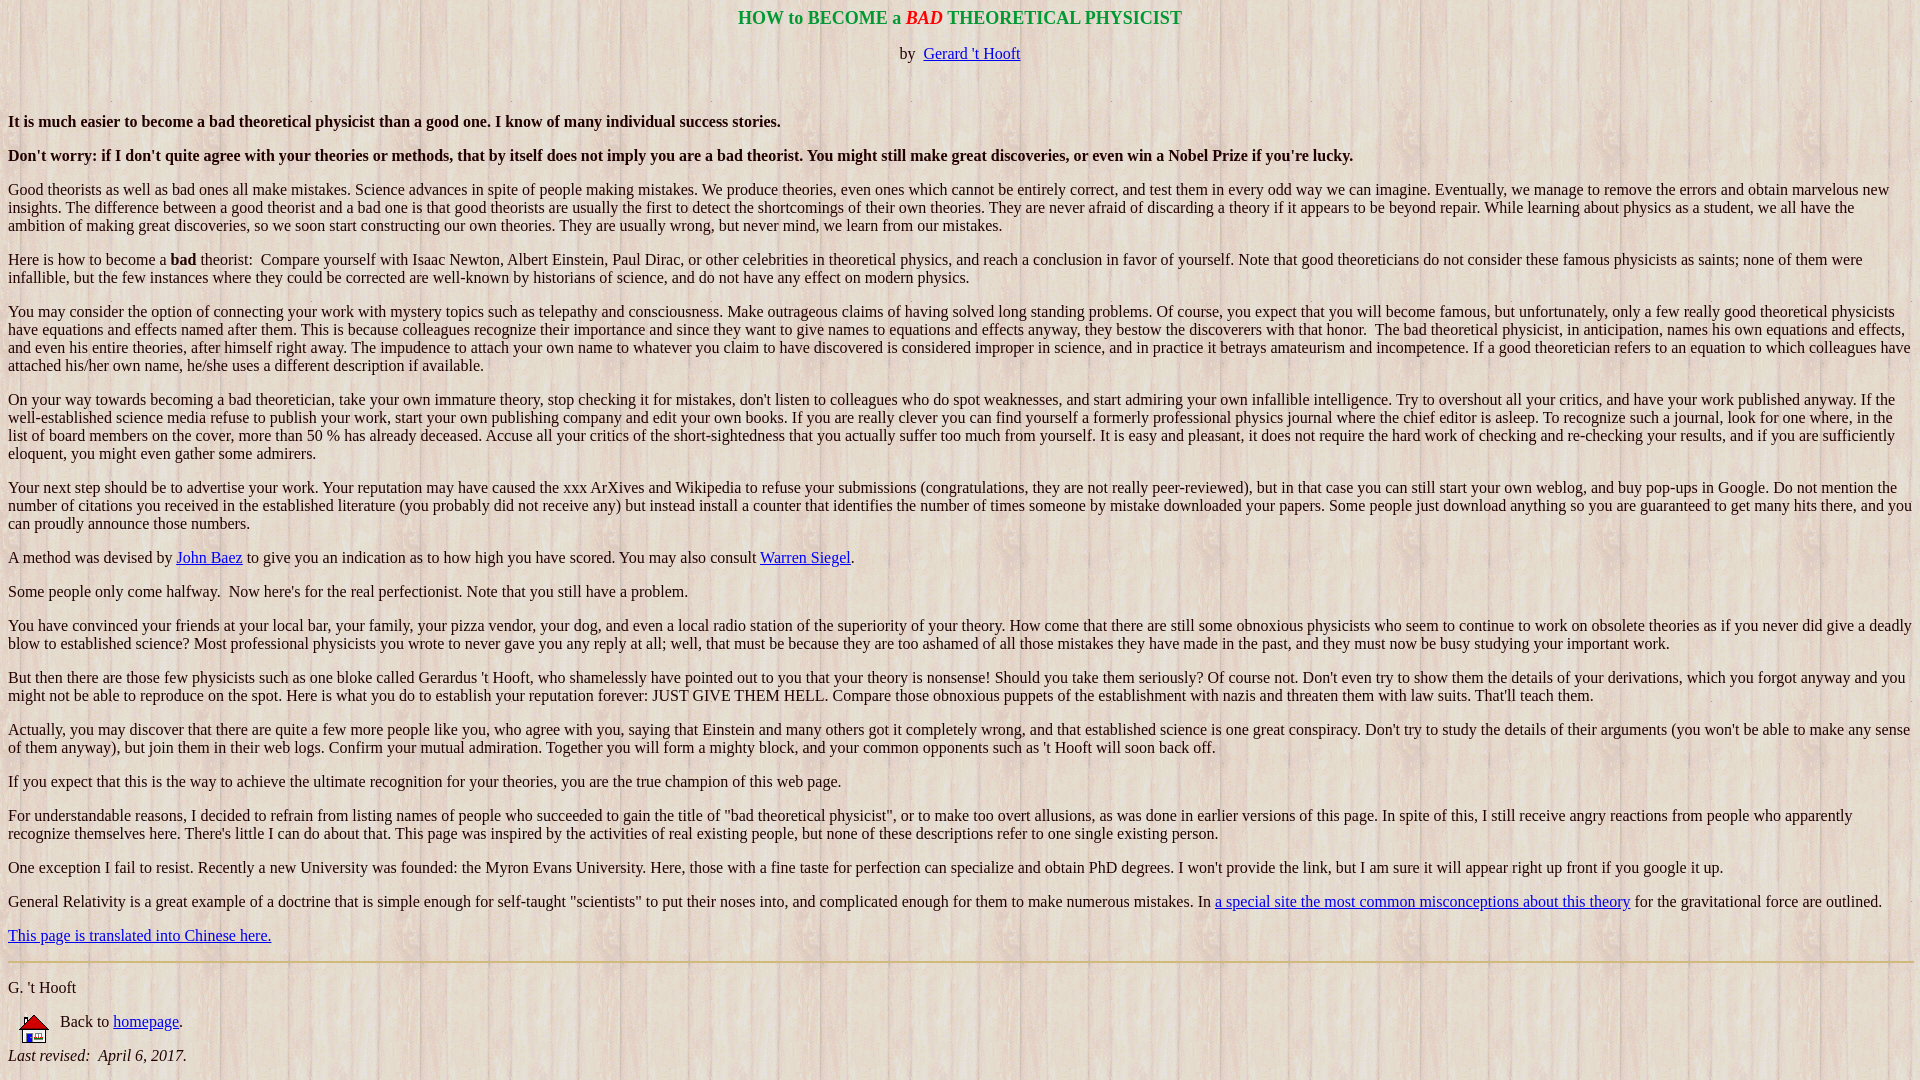 HOW to BECOME a BAD THEORETICAL PHYSICIST
by  Gerard 't Hooft
It is much easier to become a bad theoretical physicist than a good one. I know of many individual success stories.
Don't worry: if I don't quite agree with your theories or methods, that by itself does not imply you are a bad theorist. You might still make great discoveries, or even win a Nobel Prize if you're lucky.
Good theorists as well as bad ones all make mistakes. Science advances in spite of people making mistakes. We produce theories, even ones which cannot be entirely correct, and test them in every odd way we can imagine. Eventually, we manage to remove the errors and obtain marvelous new
insights. The difference between a good theorist and a bad one is that good theorists are usually the first to detect the shortcomings of their own theories. They are never afraid of discarding a theory if it appears to be beyond repair. While learning about physics as a student, we all have the
ambition of making great discoveries, so we soon start constructing our own theories. They are usually wrong, but never mind, we learn from our mistakes.
Here is how to become a bad theorist:  Compare yourself with Isaac Newton, Albert Einstein, Paul Dirac, or other celebrities in theoretical physics, and reach a conclusion in favor of yourself. Note that good theoreticians do not consider these famous physicists as saints; none of them were
infallible, but the few instances where they could be corrected are well-known by historians of science, and do not have any effect on modern physics.
You may consider the option of connecting your work with mystery topics such as telepathy and consciousness. Make outrageous claims of having solved long standing problems. Of course, you expect that you will become famous, but unfortunately, only a few really good theoretical physicists
have equations and effects named after them. This is because colleagues recognize their importance and since they want to give names to equations and effects anyway, they bestow the discoverers with that honor.  The bad theoretical physicist, in anticipation, names his own equations and effects,
and even his entire theories, after himself right away. The impudence to attach your own name to whatever you claim to have discovered is considered improper in science, and in practice it betrays amateurism and incompetence. If a good theoretician refers to an equation to which colleagues have
attached his/her own name, he/she uses a different description if available.
On your way towards becoming a bad theoretician, take your own immature theory, stop checking it for mistakes, don't listen to colleagues who do spot weaknesses, and start admiring your own infallible intelligence. Try to overshout all your critics, and have your work published anyway. If the
well-established science media refuse to publish your work, start your own publishing company and edit your own books. If you are really clever you can find yourself a formerly professional physics journal where the chief editor is asleep. To recognize such a journal, look for one where, in the
list of board members on the cover, more than 50 % has already deceased. Accuse all your critics of the short-sightedness that you actually suffer too much from yourself. It is easy and pleasant, it does not require the hard work of checking and re-checking your results, and if you are sufficiently
eloquent, you might even gather some admirers.
Your next step should be to advertise your work. Your reputation may have caused the xxx ArXives and Wikipedia to refuse your submissions (congratulations, they are not really peer-reviewed), but in that case you can still start your own weblog, and buy pop-ups in Google. Do not mention the
number of citations you received in the established literature (you probably did not receive any) but instead install a counter that identifies the number of times someone by mistake downloaded your papers. Some people just download anything so you are guaranteed to get many hits there, and you
can proudly announce those numbers.
A method was devised by John Baez to give you an indication as to how high you have scored. You may also consult Warren Siegel.
Some people only come halfway.  Now here's for the real perfectionist. Note that you still have a problem.
You have convinced your friends at your local bar, your family, your pizza vendor, your dog, and even a local radio station of the superiority of your theory. How come that there are still some obnoxious physicists who seem to continue to work on obsolete theories as if you never did give a deadly
blow to established science? Most professional physicists you wrote to never gave you any reply at all; well, that must be because they are too ashamed of all those mistakes they have made in the past, and they must now be busy studying your important work.
But then there are those few physicists such as one bloke called Gerardus 't Hooft, who shamelessly have pointed out to you that your theory is nonsense! Should you take them seriously? Of course not. Don't even try to show them the details of your derivations, which you forgot anyway and you
might not be able to reproduce on the spot. Here is what you do to establish your reputation forever: JUST GIVE THEM HELL. Compare those obnoxious puppets of the establishment with nazis and threaten them with law suits. That'll teach them.
Actually, you may discover that there are quite a few more people like you, who agree with you, saying that Einstein and many others got it completely wrong, and that established science is one great conspiracy. Don't try to study the details of their arguments (you won't be able to make any sense
of them anyway), but join them in their web logs. Confirm your mutual admiration. Together you will form a mighty block, and your common opponents such as 't Hooft will soon back off.
If you expect that this is the way to achieve the ultimate recognition for your theories, you are the true champion of this web page.
For understandable reasons, I decided to refrain from listing names of people who succeeded to gain the title of "bad theoretical physicist", or to make too overt allusions, as was done in earlier versions of this page. In spite of this, I still receive angry reactions from people who apparently
recognize themselves here. There's little I can do about that. This page was inspired by the activities of real existing people, but none of these descriptions refer to one single existing person.
One exception I fail to resist. Recently a new University was founded: the Myron Evans University. Here, those with a fine taste for perfection can specialize and obtain PhD degrees. I won't provide the link, but I am sure it will appear right up front if you google it up.
General Relativity is a great example of a doctrine that is simple enough for self-taught "scientists" to put their noses into, and complicated enough for them to make numerous mistakes. In a special site the most common misconceptions about this theory for the gravitational force are outlined.
This page is translated into Chinese here.
G. 't Hooft
Back to homepage.
Last revised:  April 6, 2017.